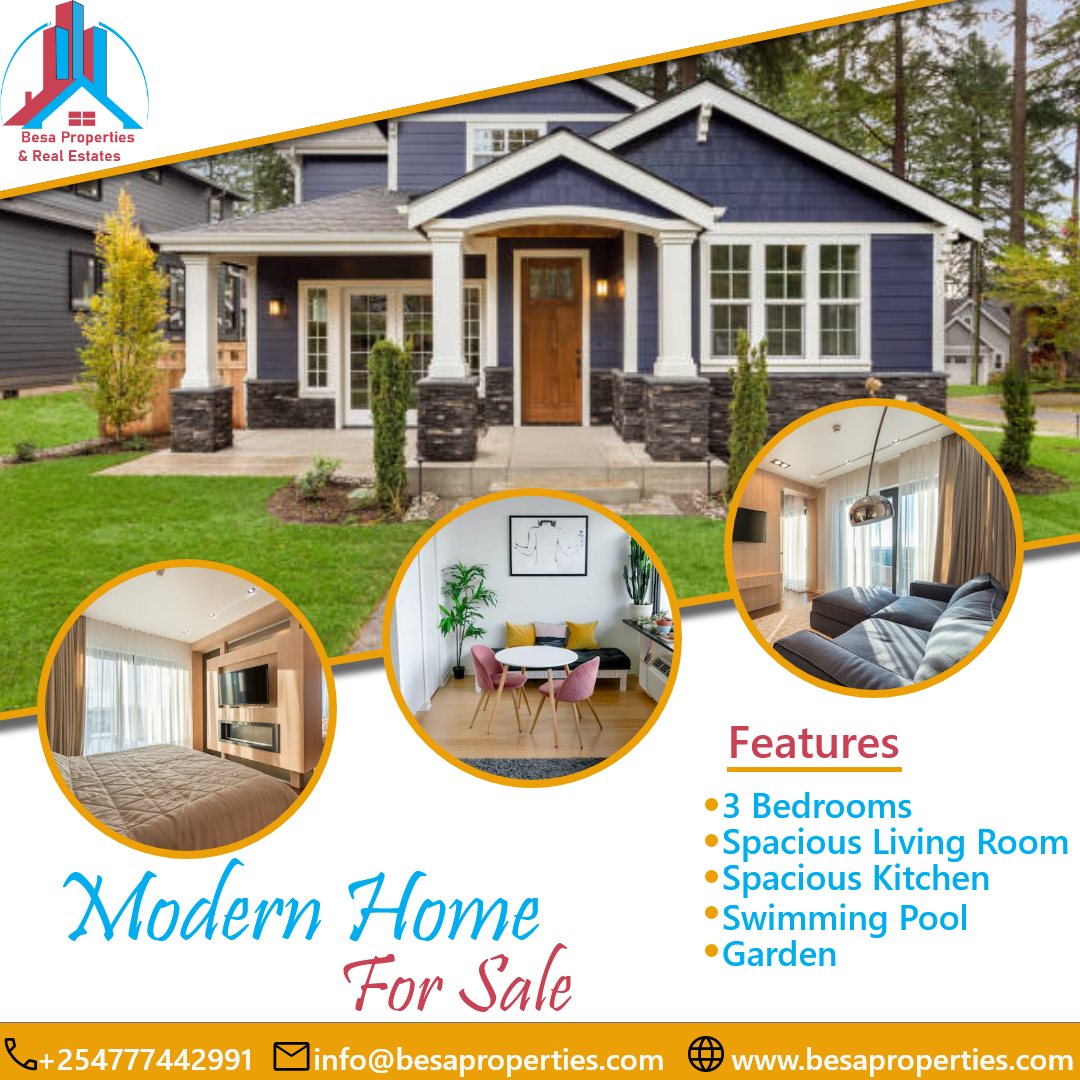 Besa Properties
& Real Estates
Features
•3 Bedrooms
•Spacious Living Room
•Spacious Kitchen
•Swimming Pool
•Garden
Modern Home
For Sale
+254777442991 info@besaproperties.com www.besaproperties.com